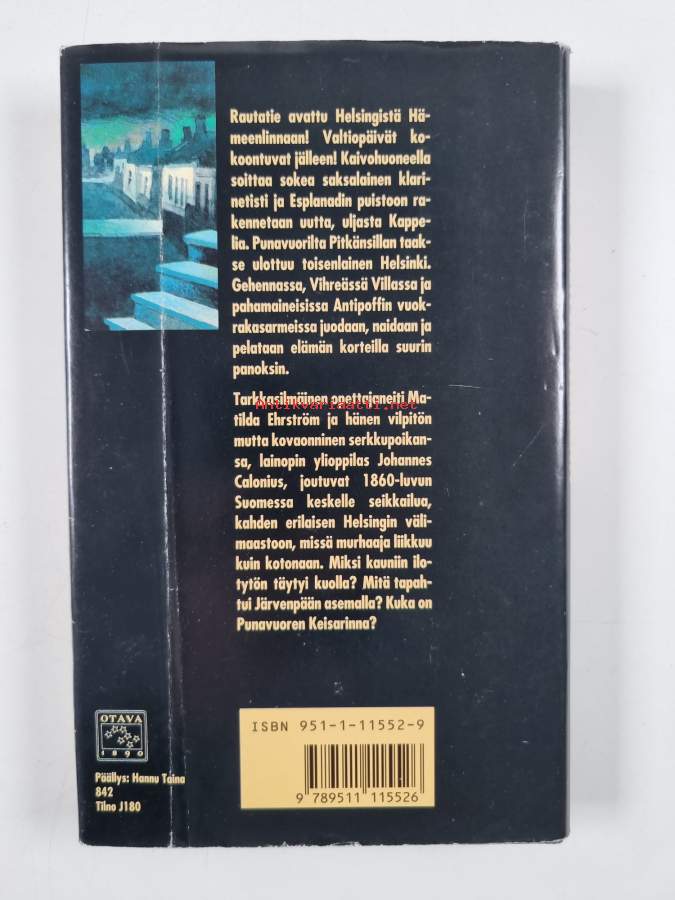 Rautatie avattu Helsingistä Hä-
meenlinnaan! Valtiopäivät ko-
koontuvat jälleen! Kaivohuoneella
soittaa sokea saksalainen klari-
netisti ja Esplanadin puistoon ra-
kennetaan uutta, uljasta Kappe-
lia. Punavuorilta Pitkänsillan taak-
se ulottuu toisenlainen Helsinki.
Gehennassa, Vihreässä Villassa ja
pahamaineisissa Antipoffin vuok-
rakasarmeissa juodaan, naidaan ja
pelataan elämän korteilla suurin
panoksin.
Tarkkasilmäinen opettajaneiti Ma-
Antikvariaatti.net
tilda Ehrström ja hänen vilpitön
mutta kovaonninen serkkupoikan-
sa, lainopin ylioppilas Johannes
Calonius, joutuvat 1860-luvun
Suomessa keskelle seikkailua,
kahden erilaisen Helsingin väli-
maastoon, missä murhaaja liikkuu
kuin kotonaan. Miksi kauniin ilo-
tytön täytyi kuolla? Mitä tapah-
tui Järvenpään asemalla? Kuka on
Punavuoren Keisarinna?
ISBN 951-1-11552-9
9 789511 115526
OTAVA
1890
Päällys: Hannu Taina
842
Tilno J180